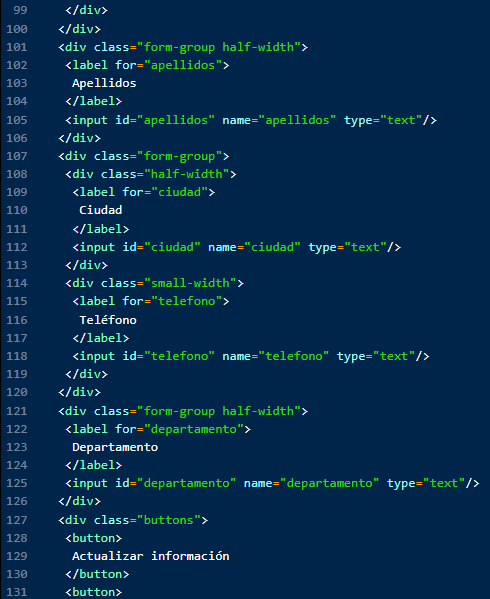 99 </div>
100 </div>
101 <div class="form-group half-width">
102 <label for="apellidos">
103 Apellidos
104 </label>
105 <input id="apellidos" name="apellidos" type="text"/>
106 </div>
107 <div class="form-group">
108 <div class="half-width">
109 <label for="ciudad">
110 Ciudad
111 </label>
112 <input id="ciudad" name="ciudad" type="text"/>
113 </div>
114 <div class="small-width">
115 <label for="telefono">
116 Teléfono
117 </label>
118 <input id="telefono" name="telefono" type="text"/>
119 </div>
120 </div>
121 <div class="form-group half-width">
122 <label for="departamento">
123 Departamento
124 </label>
125 <input id="departamento" name="departamento" type="text"/>
126 </div>
127 <div class="buttons">
128 <button>
129 Actualizar información
130 </button>
131 <button>